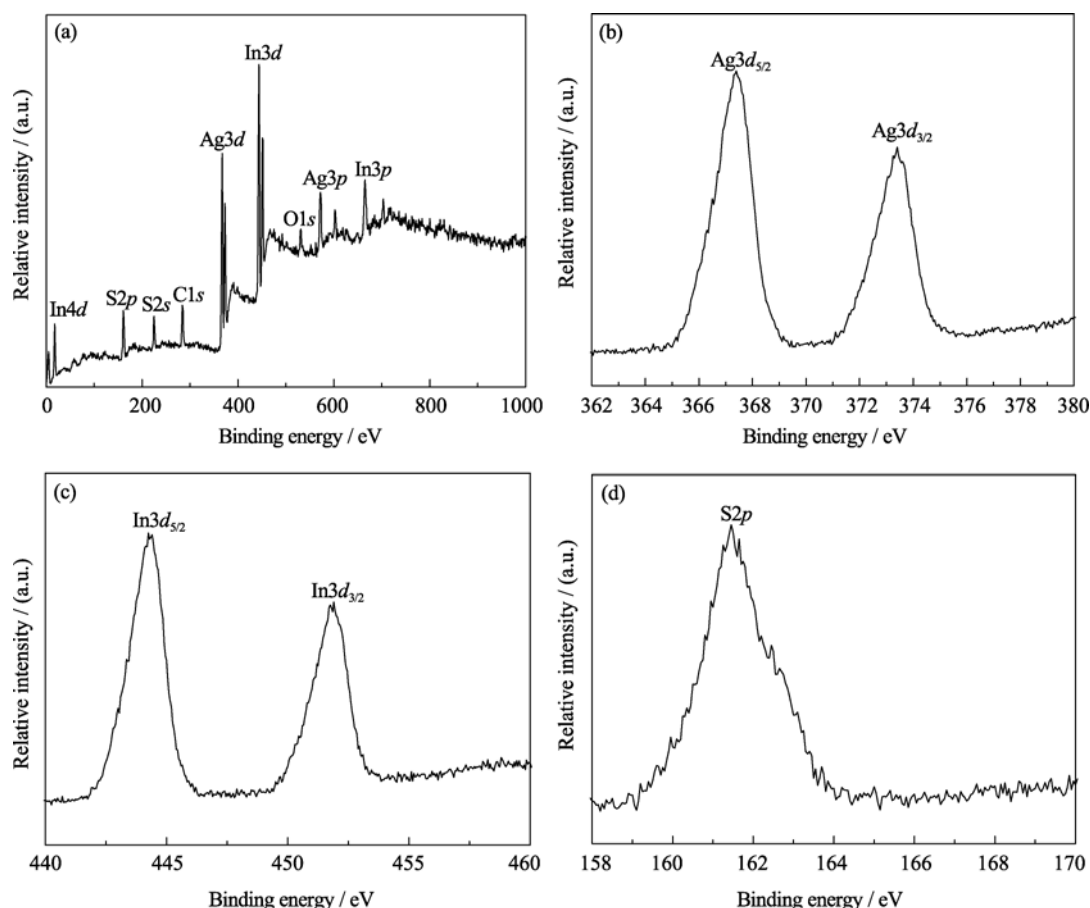 (a)
In3d
Ag3d
Ag3p
In3p
O1s
In4d
S2p
S2s
C1s
Relative intensity / (a.u.)
0 200 400 600 800 1000
Binding energy / eV
(b)
Ag3d5/2
Ag3d3/2
Relative intensity / (a.u.)
362 364 366 368 370 372 374 376 378 380
Binding energy / eV
(c)
In3d5/2
In3d3/2
Relative intensity / (a.u.)
440 445 450 455 460
Binding energy / eV
(d)
S2p
Relative intensity / (a.u.)
158 160 162 164 166 168 170
Binding energy / eV